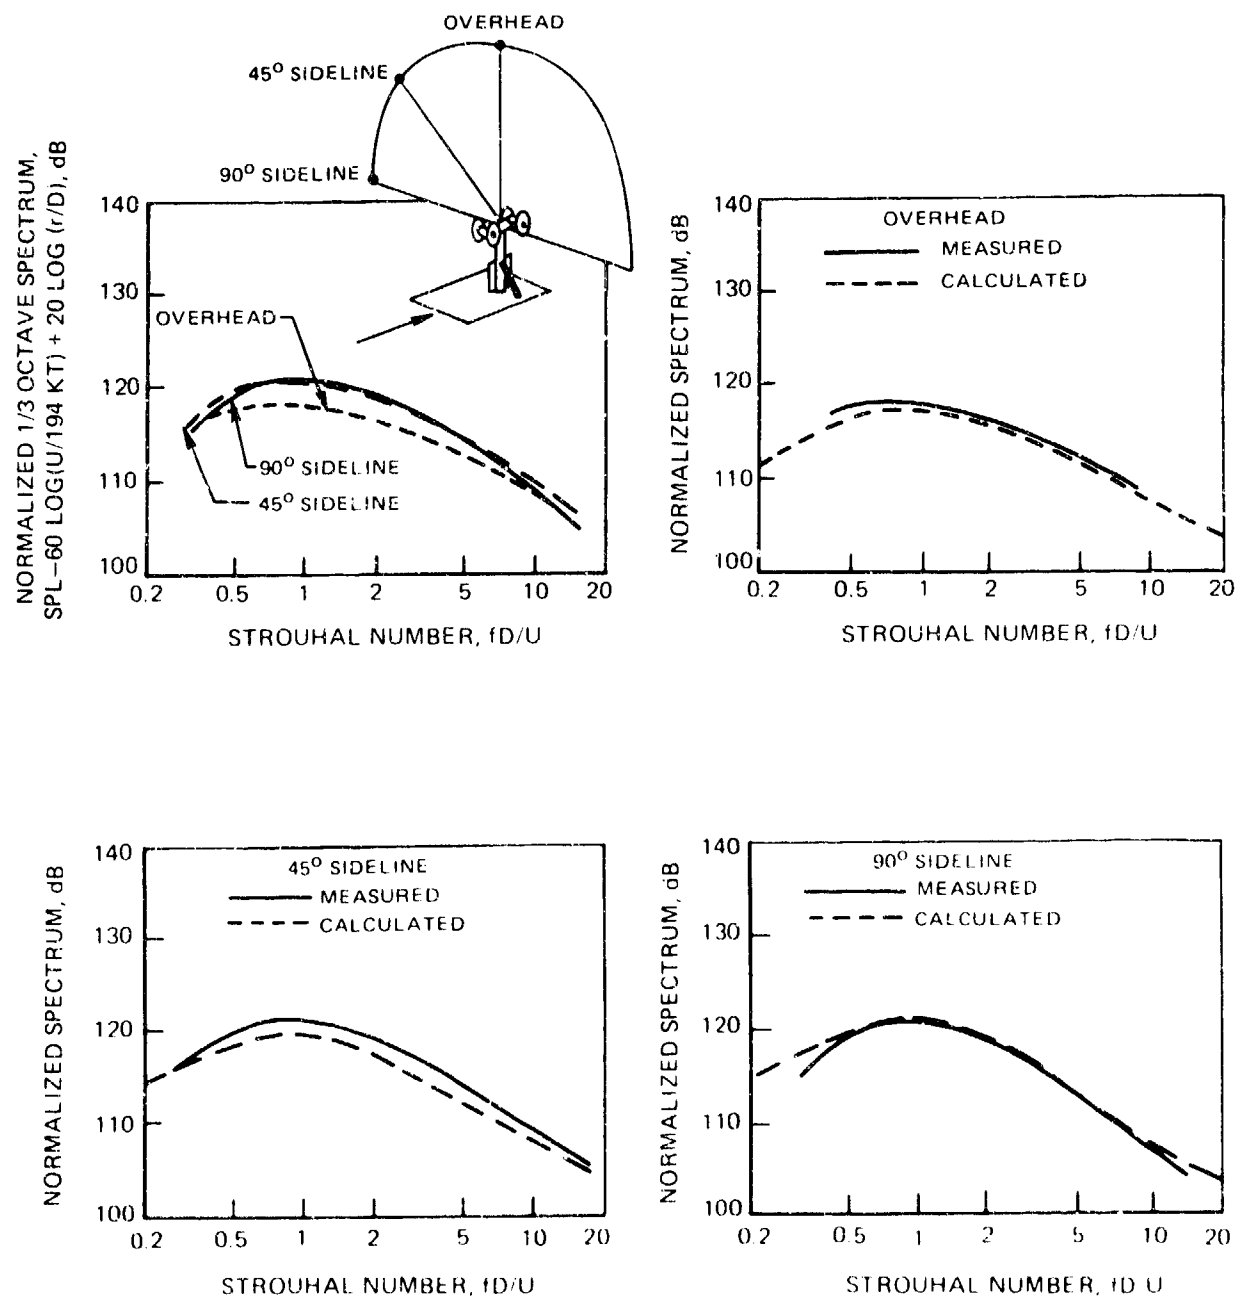 OVERHEAD
45° SIDELINE
90° SIDELINE
NORMALIZED 1/3 OCTAVE SPECTRUM,
SPL–60 LOG(U/194 KT) + 20 LOG (r/D), dB
140
130
120
110
100
OVERHEAD
90° SIDELINE
45° SIDELINE
0.2 0.5 1 2 5 10 20
STROUHAL NUMBER, fD/U
NORMALIZED SPECTRUM, dB
140
130
120
110
100
OVERHEAD
MEASURED
CALCULATED
0.2 0.5 1 2 5 10 20
STROUHAL NUMBER, fD/U
NORMALIZED SPECTRUM, dB
140
130
120
110
100
45° SIDELINE
MEASURED
CALCULATED
0.2 0.5 1 2 5 10 20
STROUHAL NUMBER, fD/U
NORMALIZED SPECTRUM, dB
140
130
120
110
100
90° SIDELINE
MEASURED
CALCULATED
0.2 0.5 1 2 5 10 20
STROUHAL NUMBER, fD U